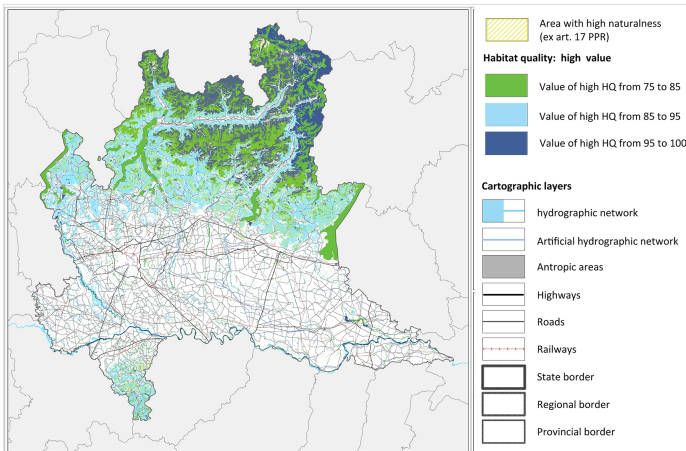 Area with high naturalness
(ex art. 17 PPR)
Habitat quality: high value
Value of high HQ from 75 to 85
Value of high HQ from 85 to 95
Value of high HQ from 95 to 100
Cartographic layers
hydrographic network
Artificial hydrographic network
Antropic areas
Highways
Roads
Railways
State border
Regional border
Provincial border